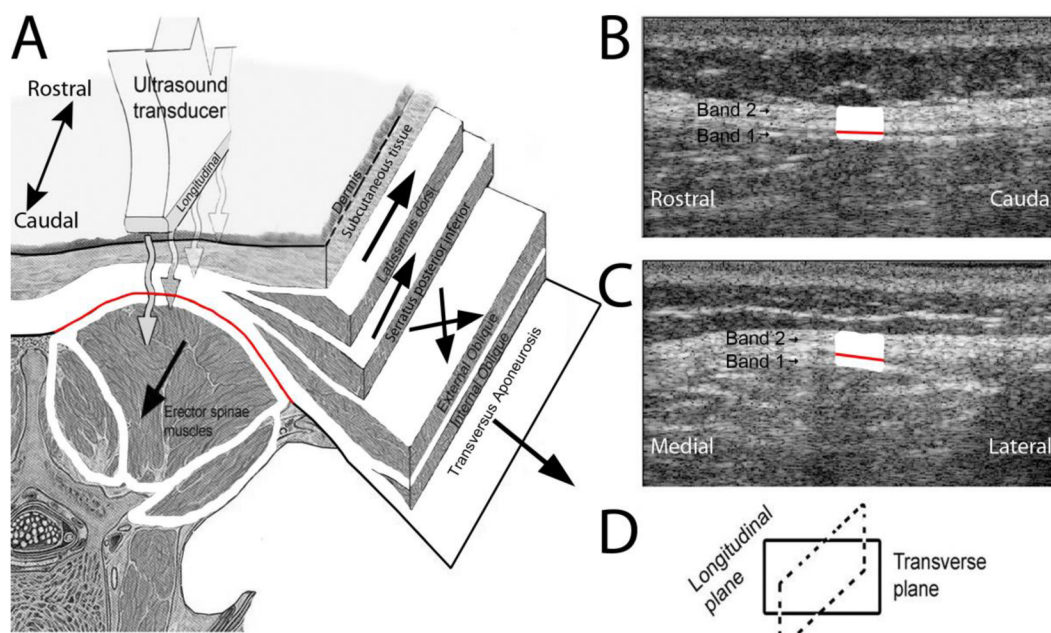 A
Rostral
Caudal
Ultrasound
transducer
Longitudinal
Dermis
Subcutaneous tissue
Latissimus dorsi
Serratus posterior inferior
External Oblique
Internal Oblique
Transversus Aponeurosis
Erector spinae
muscles
B
Band 2
Band 1
Rostral
Cauda
C
Band 2
Band 1
Medial
Lateral
D
Longitudinal
plane
Transverse
plane